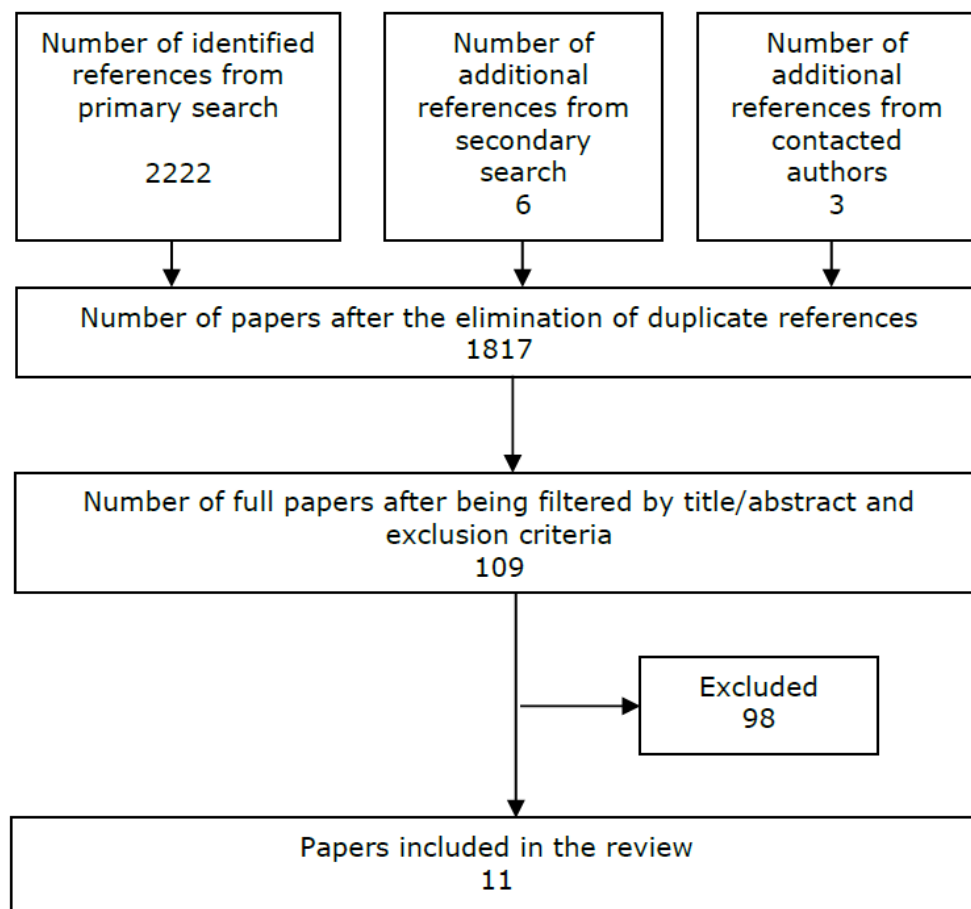 Number of identified
references from
primary search
2222
Number of
additional
references from
secondary
search
6
Number of
additional
references from
contacted
authors
3
Number of papers after the elimination of duplicate references
1817
Number of full papers after being filtered by title/abstract and
exclusion criteria
109
Excluded
98
Papers included in the review
11